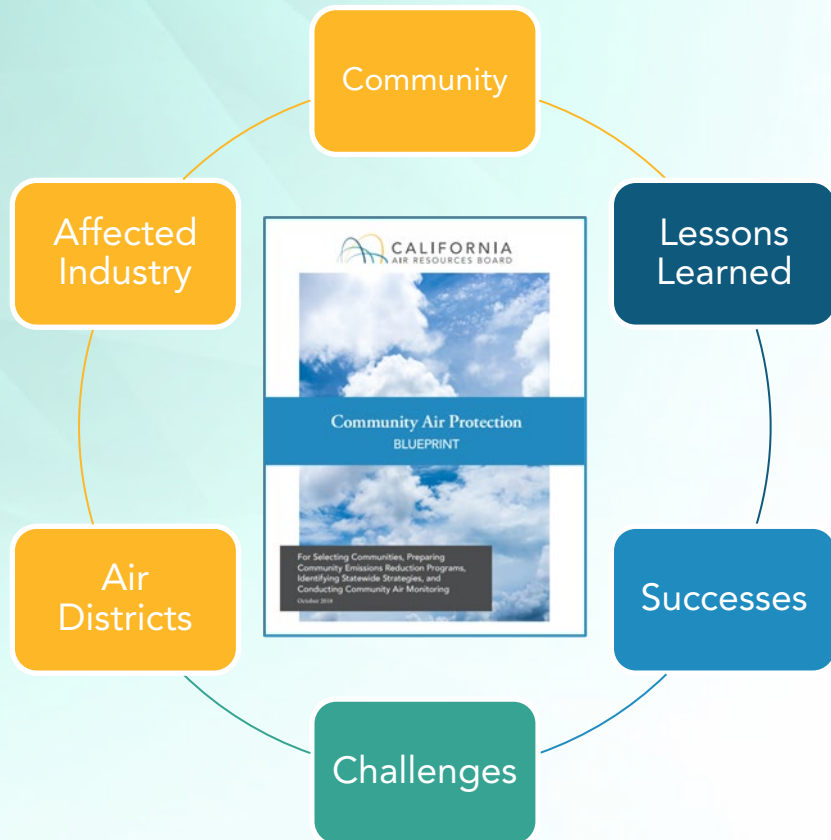 Community
Affected
Industry
Lessons
Learned
CALIFORNIA
AIR RESOURCES BOARD
Community Air Protection
BLUEPRINT
For Selecting Communities, Preparing
Community Emissions Reduction Programs,
Identifying Statewide Strategies, and
Conducting Community Air Monitoring
October 2018
Air
Districts
Successes
Challenges